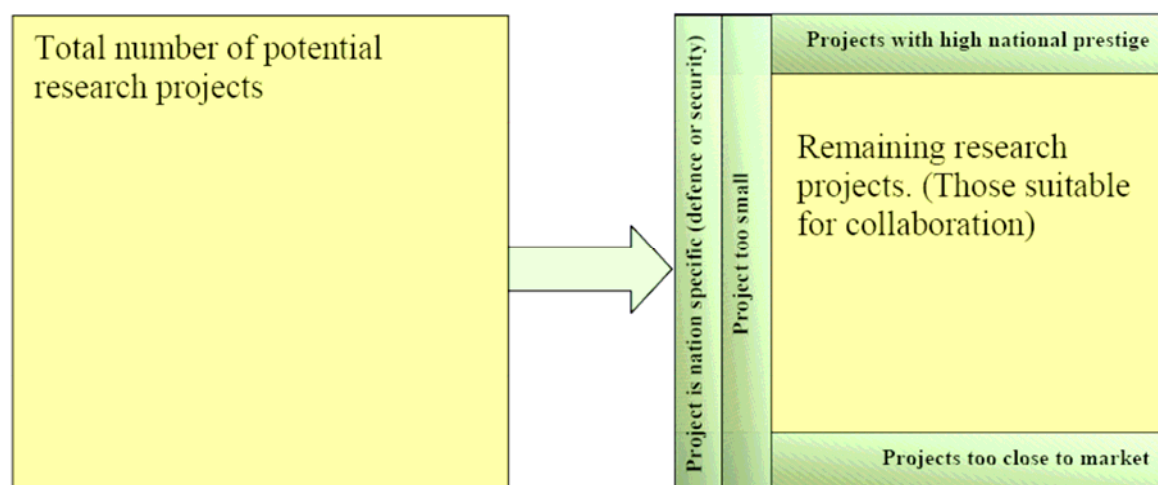 Total number of potential
research projects
Project is nation specific (defence or security)
Project too small
Projects with high national prestige
Remaining research
projects. (Those suitable
for collaboration)
Projects too close to market